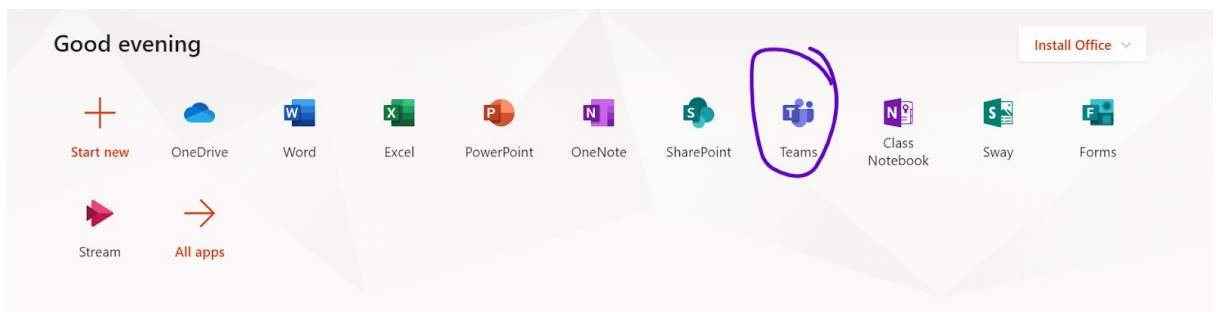 Good evening
Install Office
Start new
OneDrive
Word
Excel
PowerPoint
OneNote
SharePoint
Teams
Class
Notebook
Sway
Forms
Stream
All apps